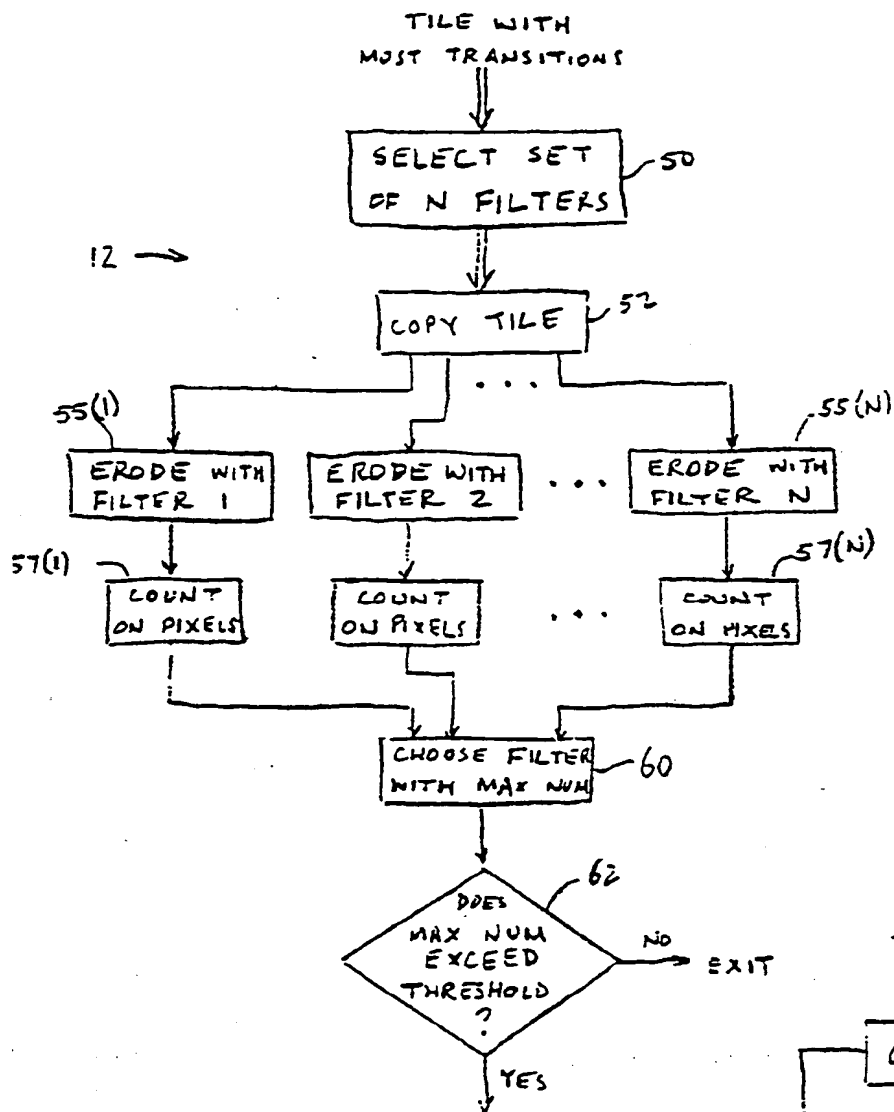 TILE WITH
MOST TRANSITIONS
SELECT SET
OF N FILTERS
50
12
COPY TILE
52
. . .
55(1)
55(N)
ERODE WITH
FILTER 1
ERODE WITH
FILTER 2
. . .
ERODE WITH
FILTER N
57(1)
57(N)
COUNT
ON PIXELS
COUNT
ON PIXELS
. . .
COUNT
ON PIXELS
CHOOSE FILTER
WITH MAX NUM
60
62
DOES
MAX NUM
EXCEED
THRESHOLD
?
NO
EXIT
YES